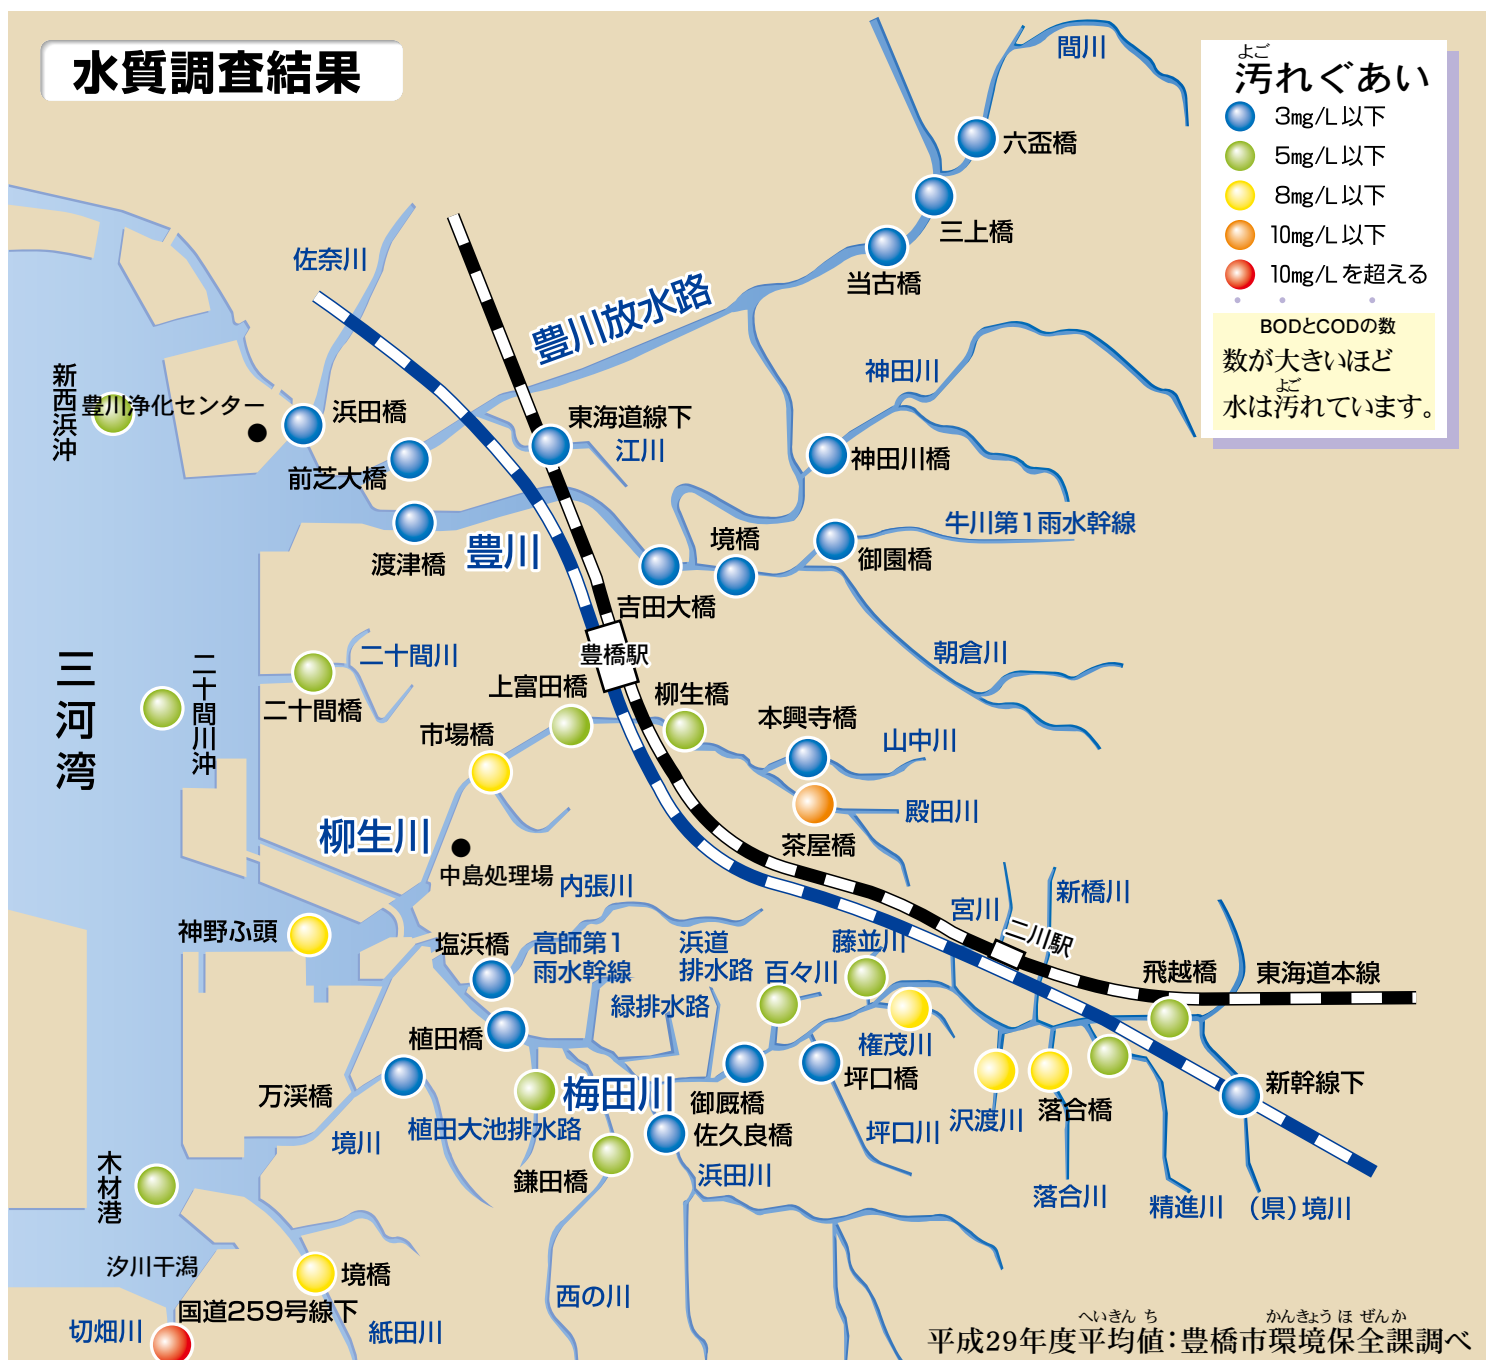 水質調査結果
よご
汚れぐあい
3mg/L以下
5mg/L以下
8mg/L以下
10mg/L以下
10mg/Lを超える
BODとCODの数
数が大きいほど
よご
水は汚れています。
間川
六盃橋
三上橋
当古橋
佐奈川
豊川放水路
神田川
新西浜沖
豊川浄化センター
浜田橋
前芝大橋
東海道線下
江川
神田川橋
渡津橋
豊川
境橋
牛川第1雨水幹線
御園橋
吉田大橋
三河湾
二十間川沖
二十間川
二十間橋
豊橋駅
朝倉川
上富田橋
柳生橋
市場橋
本興寺橋
山中川
殿田川
茶屋橋
柳生川
中島処理場
内張川
宮川
新橋川
二川駅
神野ふ頭
塩浜橋
高師第1
雨水幹線
浜道
排水路
百々川
藤並川
飛越橋
東海道本線
緑排水路
植田橋
権茂川
坪口橋
万渓橋
梅田川
御厩橋
落合橋
新幹線下
境川
植田大池排水路
佐久良橋
坪口川
沢渡川
木材港
鎌田橋
浜田川
落合川
精進川
(県)境川
汐川干潟
境橋
国道259号線下
切畑川
紙田川
西の川
へいきん ち かんきょう ほ ぜんか
平成29年度平均値:豊橋市環境保全課調べ